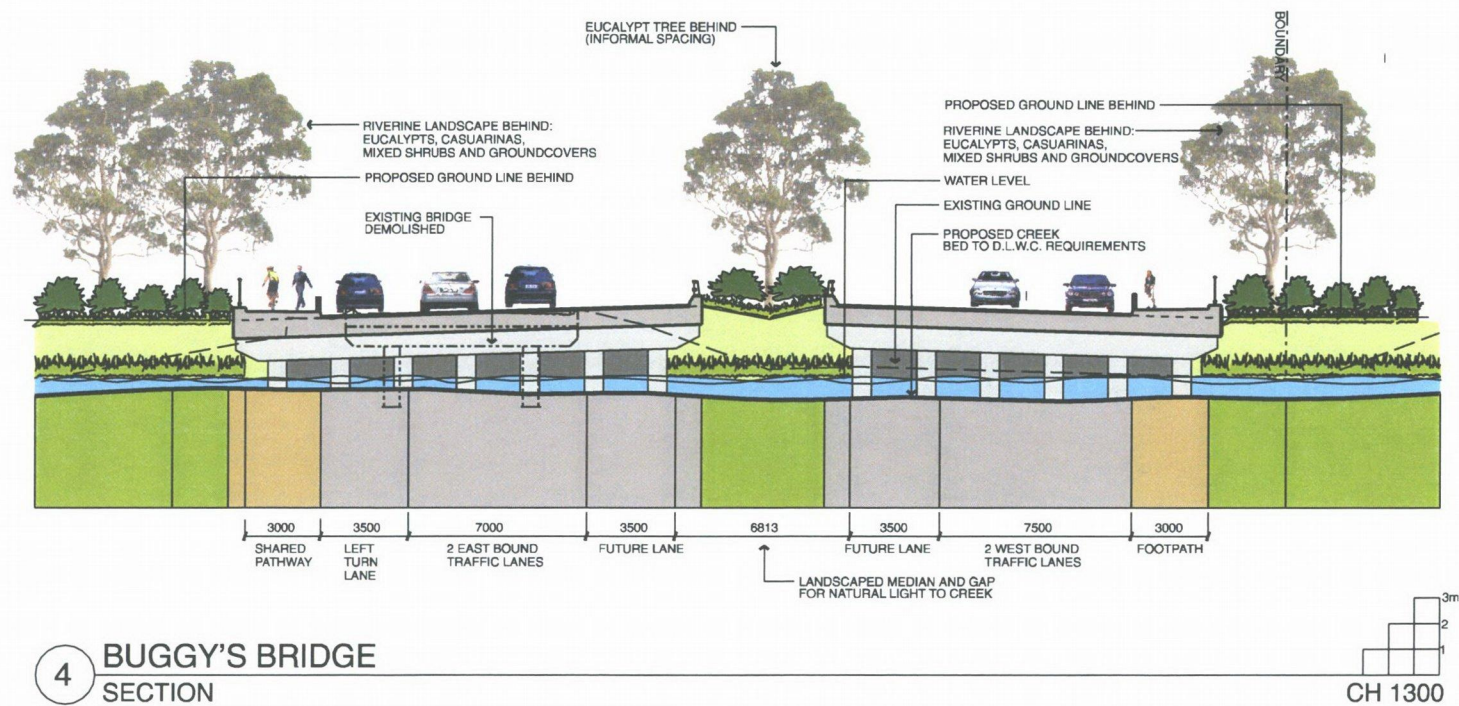 EUCALYPT TREE BEHIND
(INFORMAL SPACING)
BOUNDARY
RIVERINE LANDSCAPE BEHIND:
EUCALYPTS, CASUARINAS,
MIXED SHRUBS AND GROUNDCOVERS
PROPOSED GROUND LINE BEHIND
EXISTING BRIDGE
DEMOLISHED
PROPOSED GROUND LINE BEHIND
RIVERINE LANDSCAPE BEHIND:
EUCALYPTS, CASUARINAS,
MIXED SHRUBS AND GROUNDCOVERS
WATER LEVEL
EXISTING GROUND LINE
PROPOSED CREEK
BED TO D.L.W.C. REQUIREMENTS
3000
SHARED
PATHWAY
3500
LEFT
TURN
LANE
7000
2 EAST BOUND
TRAFFIC LANES
3500
FUTURE LANE
6813
LANDSCAPED MEDIAN AND GAP
FOR NATURAL LIGHT TO CREEK
3500
FUTURE LANE
7500
2 WEST BOUND
TRAFFIC LANES
3000
FOOTPATH
3m
2
1
4
BUGGY'S BRIDGE
SECTION
CH 1300